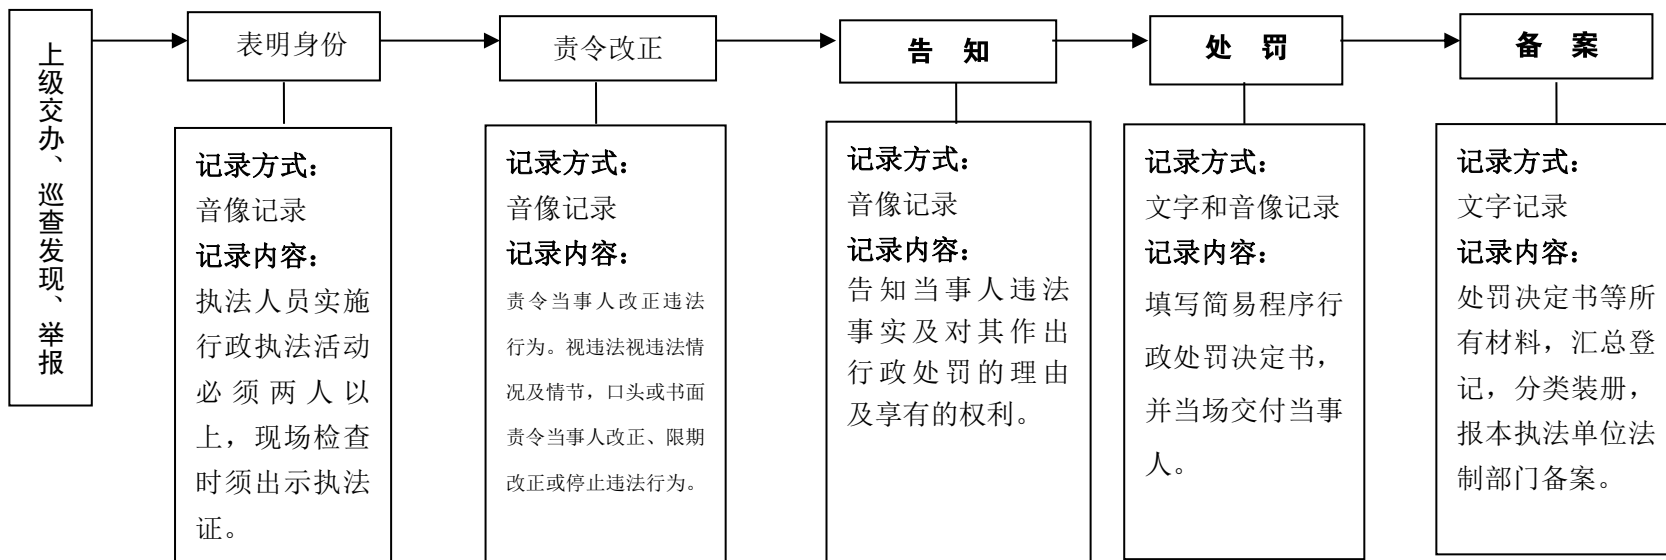 上级交办、巡查发现、举报
表明身份
责令改正
告 知
处 罚
备 案
记录方式：
音像记录
记录内容：
执法人员实施
行政执法活动
必须两人以
上，现场检查
时须出示执法
证。
记录方式：
音像记录
记录内容：
责令当事人改正违法
行为。视违法视违法情
况及情节，口头或书面
责令当事人改正、限期
改正或停止违法行为。
记录方式：
音像记录
记录内容：
告知当事人违法
事实及对其作出
行政处罚的理由
及享有的权利。
记录方式：
文字和音像记录
记录内容：
填写简易程序行
政处罚决定书，
并当场交付当事
人。
记录方式：
文字记录
记录内容：
处罚决定书等所
有材料，汇总登
记，分类装册，
报本执法单位法
制部门备案。